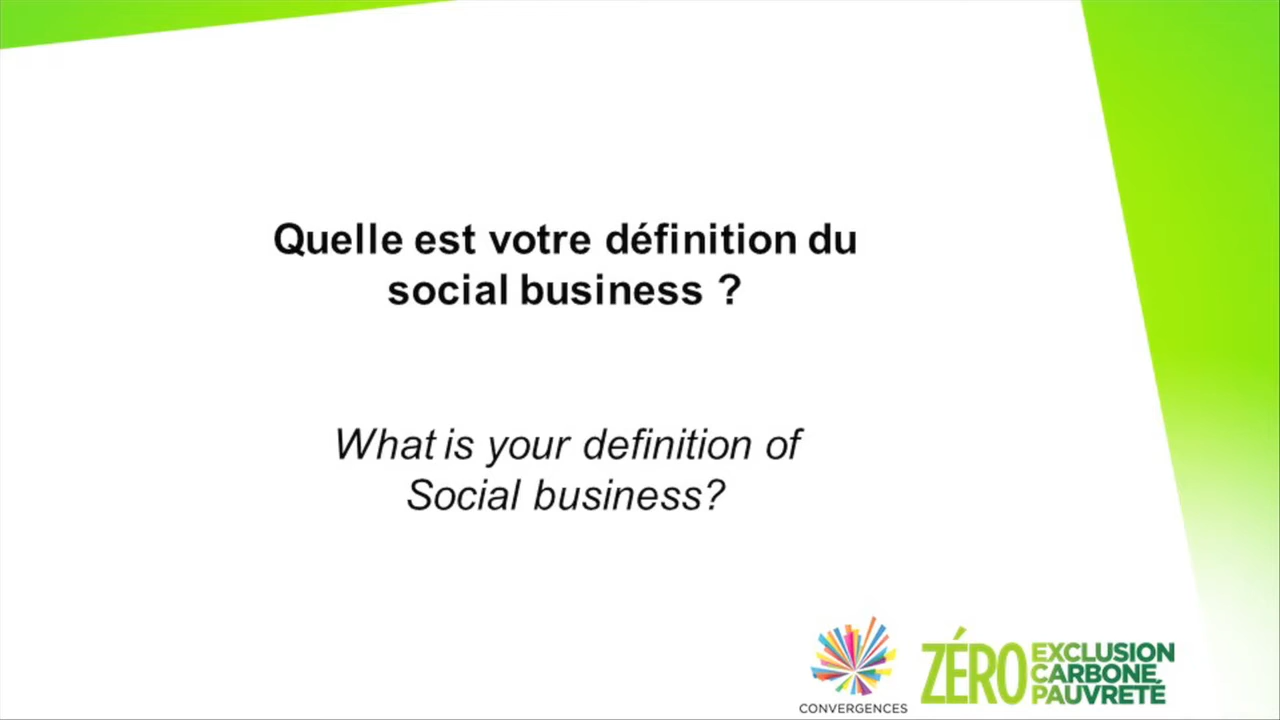 Quelle est votre définition du
social business ?
What is your definition of
Social business?
CONVERGENCES
ZÉRO
EXCLUSION
CARBONE
PAUVRETÉ